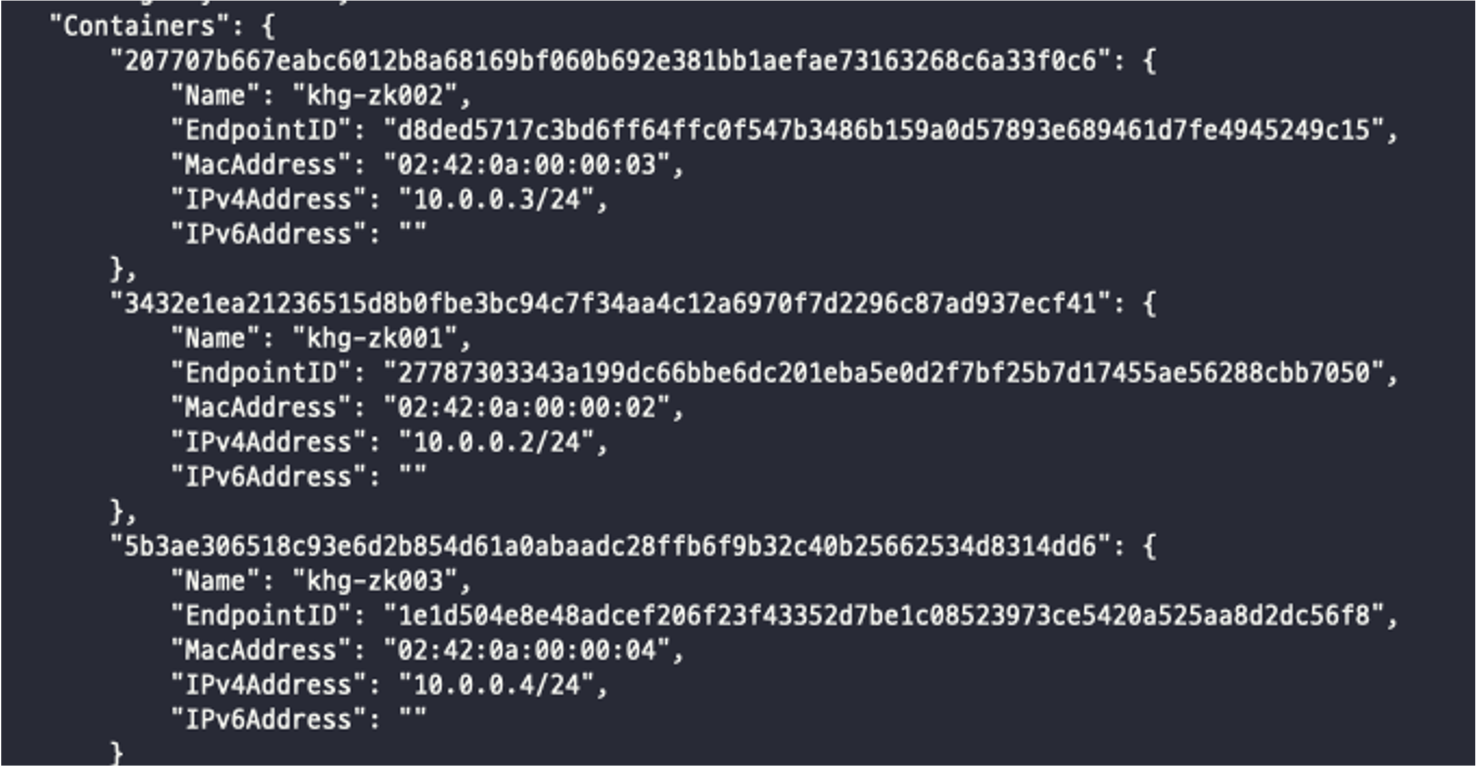 "Containers": {
"207707b667eabc6012b8a68169bf060b692e381bb1aefae73163268c6a33f0c6": {
"Name": "khg-zk002",
"EndpointID": "d8ded5717c3bd6ff64ffc0f547b3486b159a0d57893e689461d7fe4945249c15",
"MacAddress": "02:42:0a:00:00:03",
"IPv4Address": "10.0.0.3/24",
"IPv6Address": ""
},
"3432e1ea21236515d8b0fbe3bc94c7f34aa4c12a6970f7d2296c87ad937ecf41": {
"Name": "khg-zk001",
"EndpointID": "27787303343a199dc66bbe6dc201eba5e0d2f7bf25b7d17455ae56288cbb7050",
"MacAddress": "02:42:0a:00:00:02",
"IPv4Address": "10.0.0.2/24",
"IPv6Address": ""
},
"5b3ae306518c93e6d2b854d61a0abaadc28ffb6f9b32c40b25662534d8314dd6": {
"Name": "khg-zk003",
"EndpointID": "1e1d504e8e48adcef206f23f43352d7be1c08523973ce5420a525aa8d2dc56f8",
"MacAddress": "02:42:0a:00:00:04",
"IPv4Address": "10.0.0.4/24",
"IPv6Address": ""
}